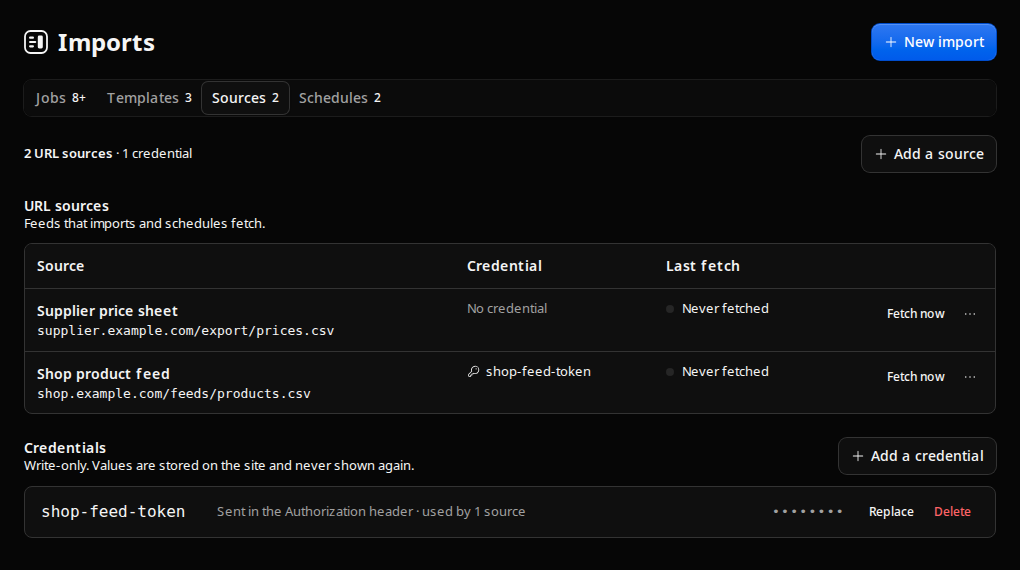 Imports
+ New import
Jobs 8+ Templates 3 Sources 2 Schedules 2
2 URL sources · 1 credential
+ Add a source
URL sources
Feeds that imports and schedules fetch.
Source Credential Last fetch
Supplier price sheet No credential Never fetched Fetch now ···
supplier.example.com/export/prices.csv
Shop product feed shop-feed-token Never fetched Fetch now ···
shop.example.com/feeds/products.csv
Credentials
Write-only. Values are stored on the site and never shown again.
+ Add a credential
shop-feed-token Sent in the Authorization header · used by 1 source •••••••• Replace Delete